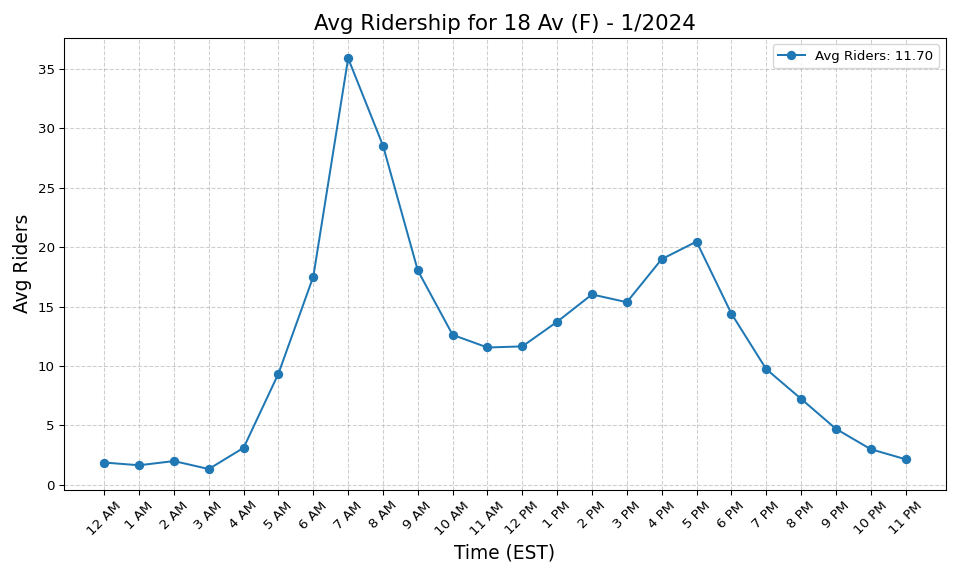 Avg Ridership for 18 Av (F) - 1/2024
Avg Riders: 11.70
35
30
25
20
15
10
5
0
Avg Riders
12 AM
1 AM
2 AM
3 AM
4 AM
5 AM
6 AM
7 AM
8 AM
9 AM
10 AM
11 AM
12 PM
1 PM
2 PM
3 PM
4 PM
5 PM
6 PM
7 PM
8 PM
9 PM
10 PM
11 PM
Time (EST)